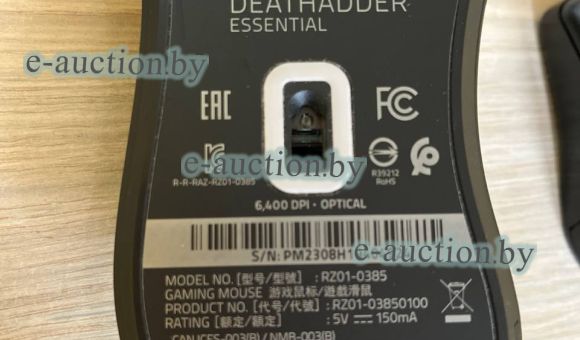 DEATHADDER
ESSENTIAL
e-auction.by
EAC
FC
e-auction.by
R-R-RAZ-RZ01-0385
R39212
RoHS
6,400 DPI · OPTICAL
S/N: PM2308H1
e-auction.by
MODEL NO. [型号/型號] : RZ01-0385
GAMING MOUSE 游戏鼠标/遊戲滑鼠
PRODUCT NO. [代号/代號] : RZ01-03850100
RATING [额定/額定] : 5V ⎓ 150mA
e-auction.by
CAN ICES-003(B) / NMB-003(B)